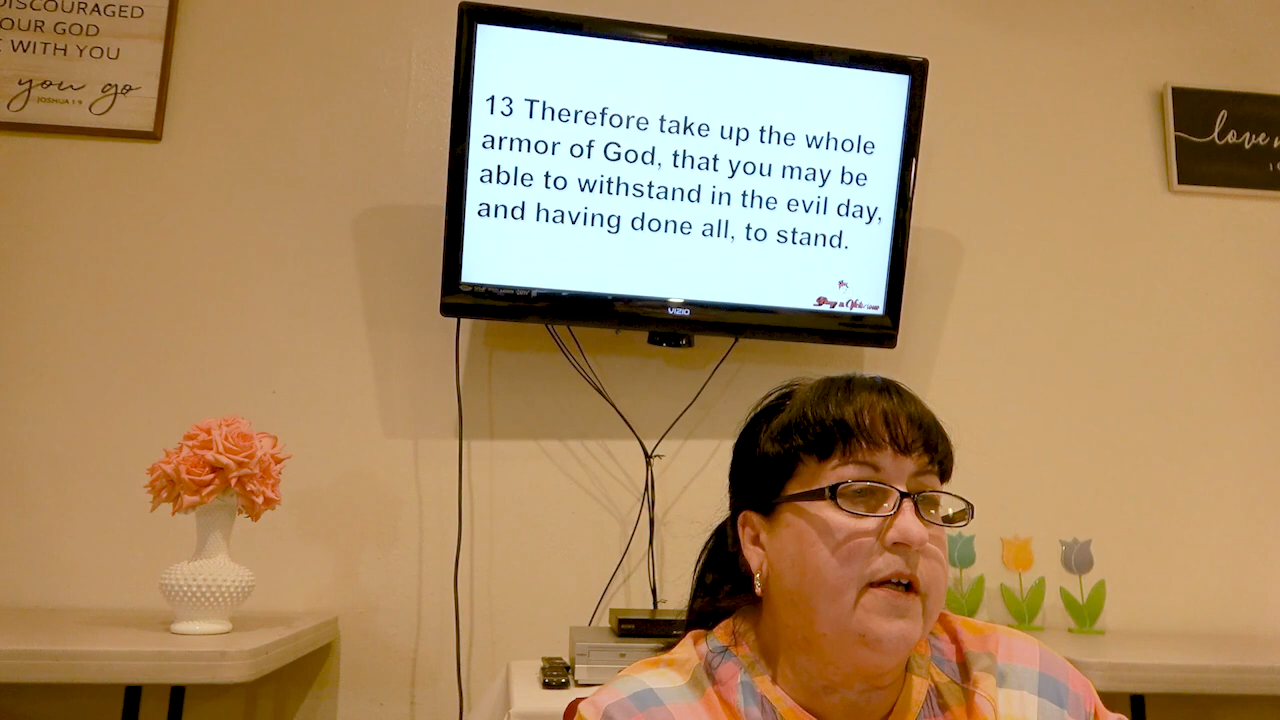 DISCOURAGED
OUR GOD
WITH YOU
you go
JOSHUA 1:9
13 Therefore take up the whole
armor of God, that you may be
able to withstand in the evil day,
and having done all, to stand.
VIZIO
love